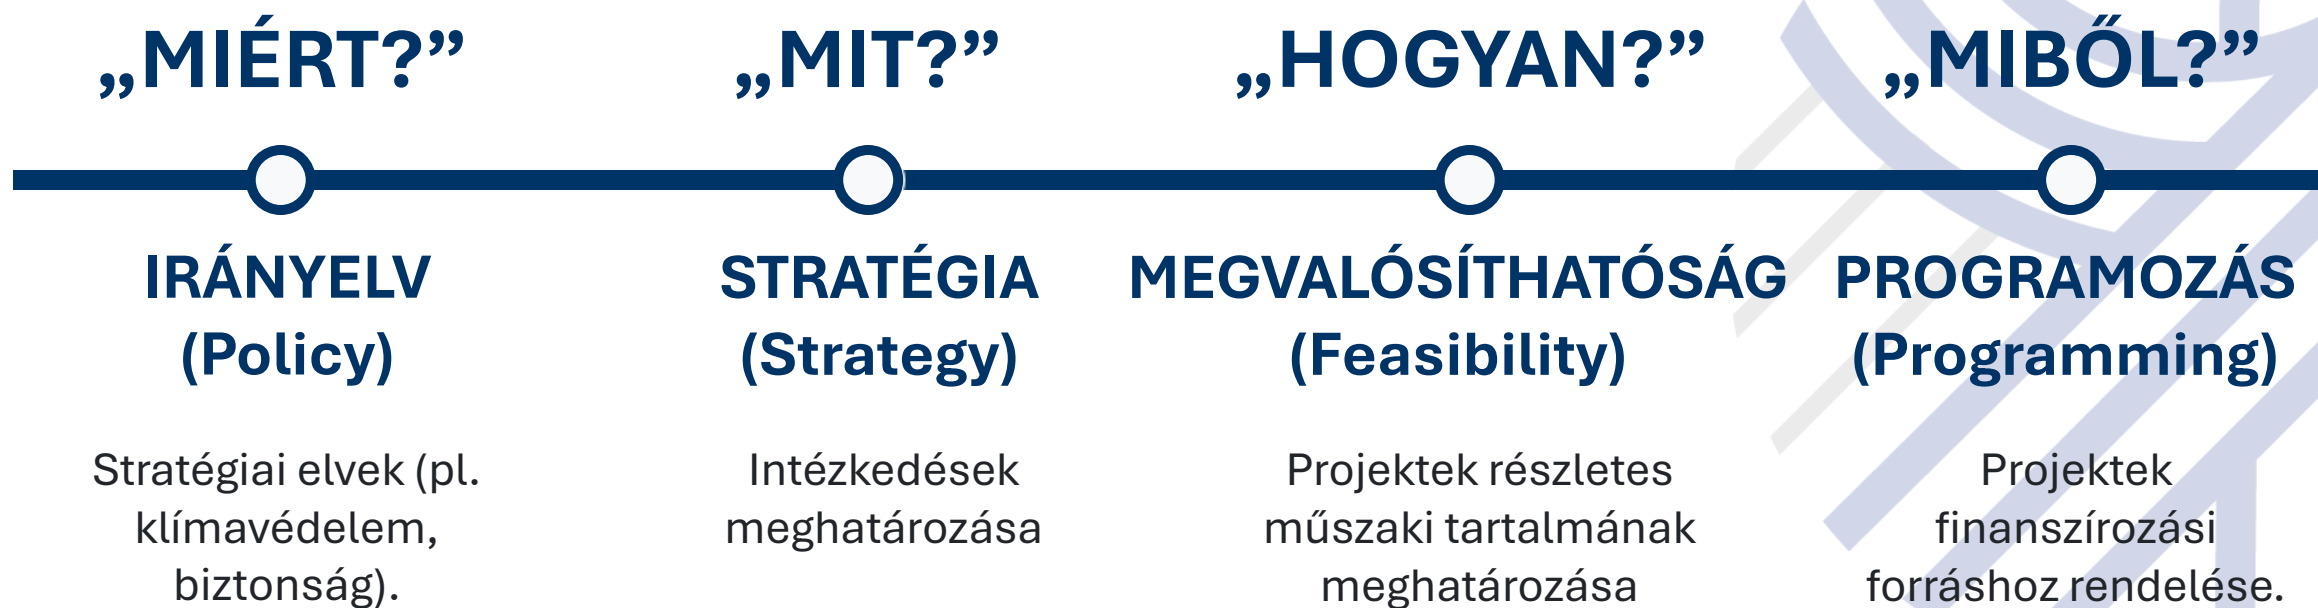 „MIÉRT?”
„MIT?”
„HOGYAN?”
„MIBŐL?”
IRÁNYELV
(Policy)
Stratégiai elvek (pl.
klímavédelem,
biztonság).
STRATÉGIA
(Strategy)
Intézkedések
meghatározása
MEGVALÓSÍTHATÓSÁG
(Feasibility)
Projektek részletes
műszaki tartalmának
meghatározása
PROGRAMOZÁS
(Programming)
Projektek
finanszírozási
forráshoz rendelése.